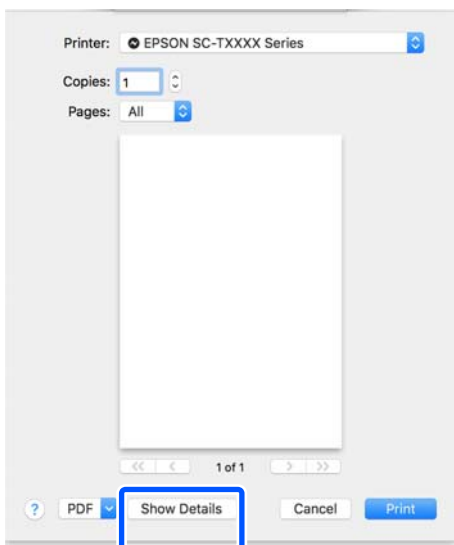 Printer: EPSON SC-TXXXX Series
Copies: 1
Pages: All
<< < 1 of 1 > >>
? PDF Show Details Cancel Print